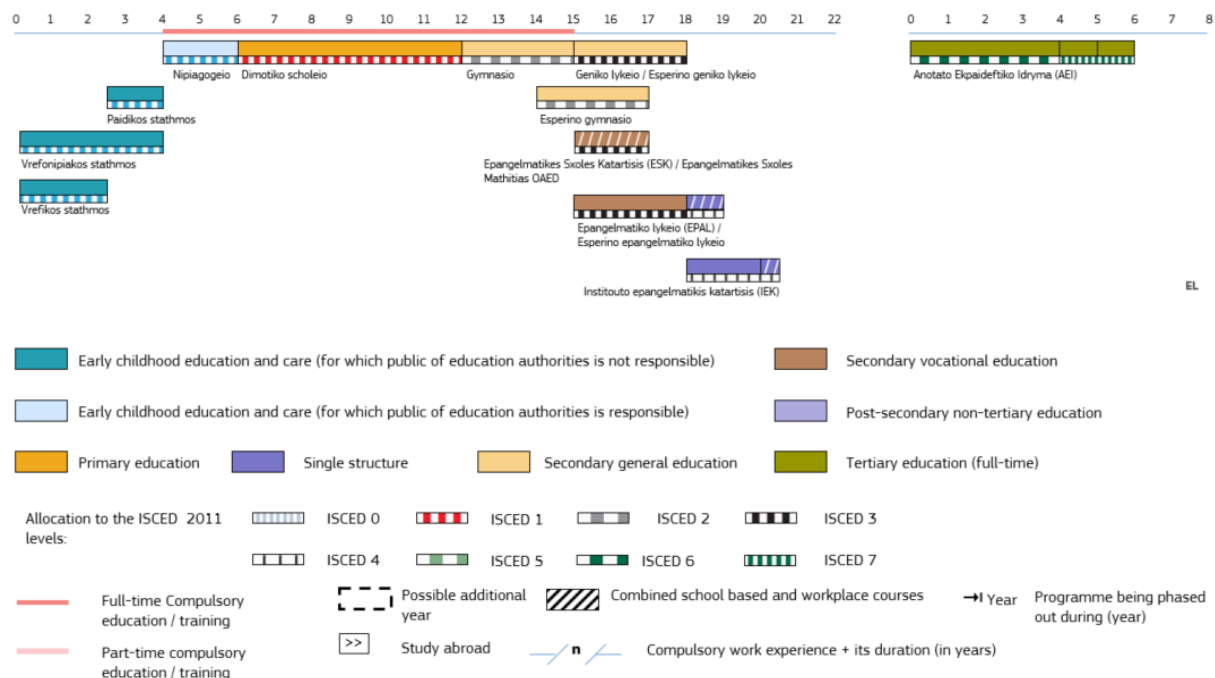 0 1 2 3 4 5 6 7 8 9 10 11 12 13 14 15 16 17 18 19 20 21 22
0 1 2 3 4 5 6 7 8
Nipiagogeio
Dimotiko scholeio
Gymnasio
Geniko lykeio / Esperino geniko lykeio
Anotato Ekpaideftiko Idryma (AEI)
Paidikos stathmos
Esperino gymnasio
Vrefonipiakos stathmos
Epangelmatikes Sxoles Katartisis (ESK) / Epangelmatikes Sxoles
Mathitias OAED
Vrefikos stathmos
Epangelmatiko lykeio (EPAL) /
Esperino epangelmatiko lykeio
Institouto epangelmatikis katartisis (IEK)
EL
Early childhood education and care (for which public of education authorities is not responsible)
Secondary vocational education
Early childhood education and care (for which public of education authorities is responsible)
Post-secondary non-tertiary education
Primary education
Single structure
Secondary general education
Tertiary education (full-time)
Allocation to the ISCED 2011
levels:
ISCED 0
ISCED 1
ISCED 2
ISCED 3
ISCED 4
ISCED 5
ISCED 6
ISCED 7
Full-time Compulsory
education / training
Possible additional
year
Combined school based and workplace courses
Year
Programme being phased
out during (year)
Part-time compulsory
education / training
>>
Study abroad
n
Compulsory work experience + its duration (in years)